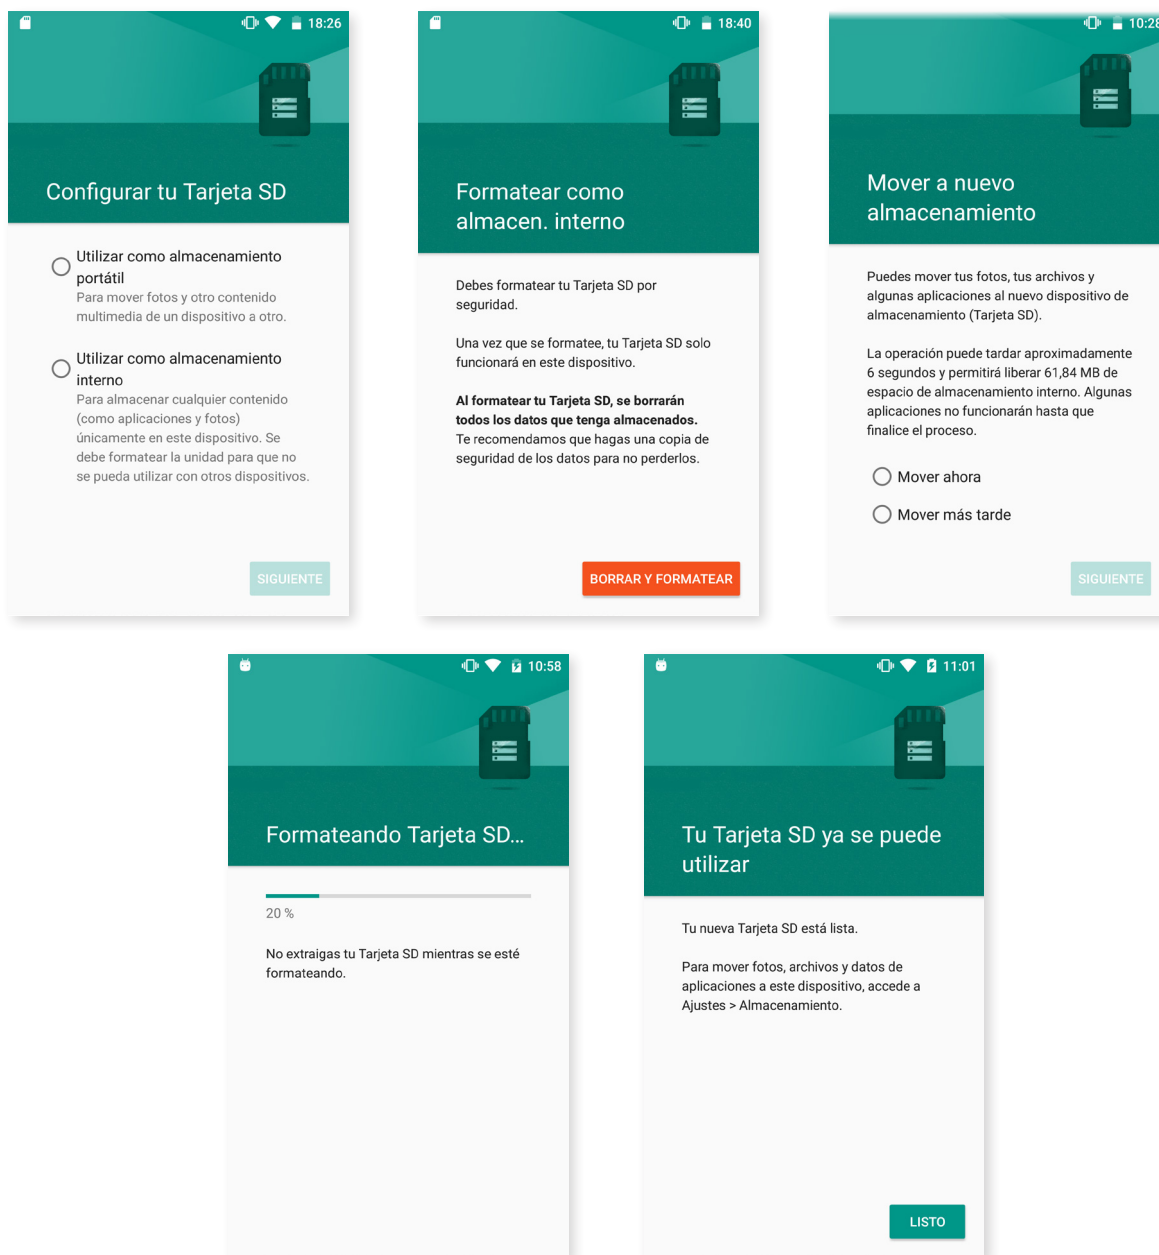 18:26
Configurar tu Tarjeta SD
Utilizar como almacenamiento
portátil
Para mover fotos y otro contenido
multimedia de un dispositivo a otro.
Utilizar como almacenamiento
interno
Para almacenar cualquier contenido
(como aplicaciones y fotos)
únicamente en este dispositivo. Se
debe formatear la unidad para que no
se pueda utilizar con otros dispositivos.
SIGUIENTE
18:40
Formatear como
almacen. interno
Debes formatear tu Tarjeta SD por
seguridad.
Una vez que se formatee, tu Tarjeta SD solo
funcionará en este dispositivo.
Al formatear tu Tarjeta SD, se borrarán
todos los datos que tenga almacenados.
Te recomendamos que hagas una copia de
seguridad de los datos para no perderlos.
BORRAR Y FORMATEAR
10:28
Mover a nuevo
almacenamiento
Puedes mover tus fotos, tus archivos y
algunas aplicaciones al nuevo dispositivo de
almacenamiento (Tarjeta SD).
La operación puede tardar aproximadamente
6 segundos y permitirá liberar 61,84 MB de
espacio de almacenamiento interno. Algunas
aplicaciones no funcionarán hasta que
finalice el proceso.
Mover ahora
Mover más tarde
SIGUIENTE
10:58
Formateando Tarjeta SD...
20 %
No extraigas tu Tarjeta SD mientras se esté
formateando.
11:01
Tu Tarjeta SD ya se puede
utilizar
Tu nueva Tarjeta SD está lista.
Para mover fotos, archivos y datos de
aplicaciones a este dispositivo, accede a
Ajustes > Almacenamiento.
LISTO